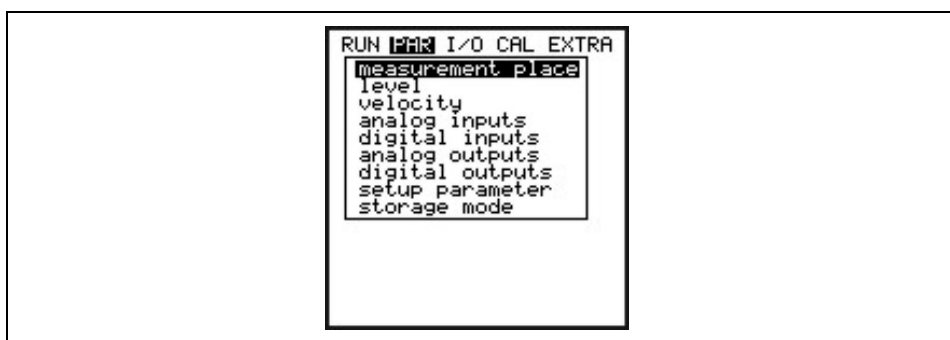 RUN PAR I/O CAL EXTRA
measurement place
level
velocity
analog inputs
digital inputs
analog outputs
digital outputs
setup parameter
storage mode